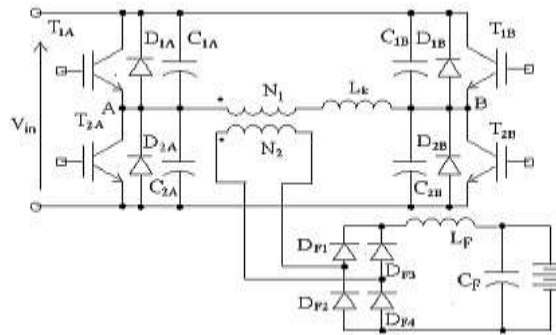 T1A
D1A
C1A
C1B
D1B
T1B
A
N1
Lk
B
Vin
T2A
D2A
N2
D2B
T2B
C2A
C2B
DF1
DF3
LF
CF
DF2
DF4